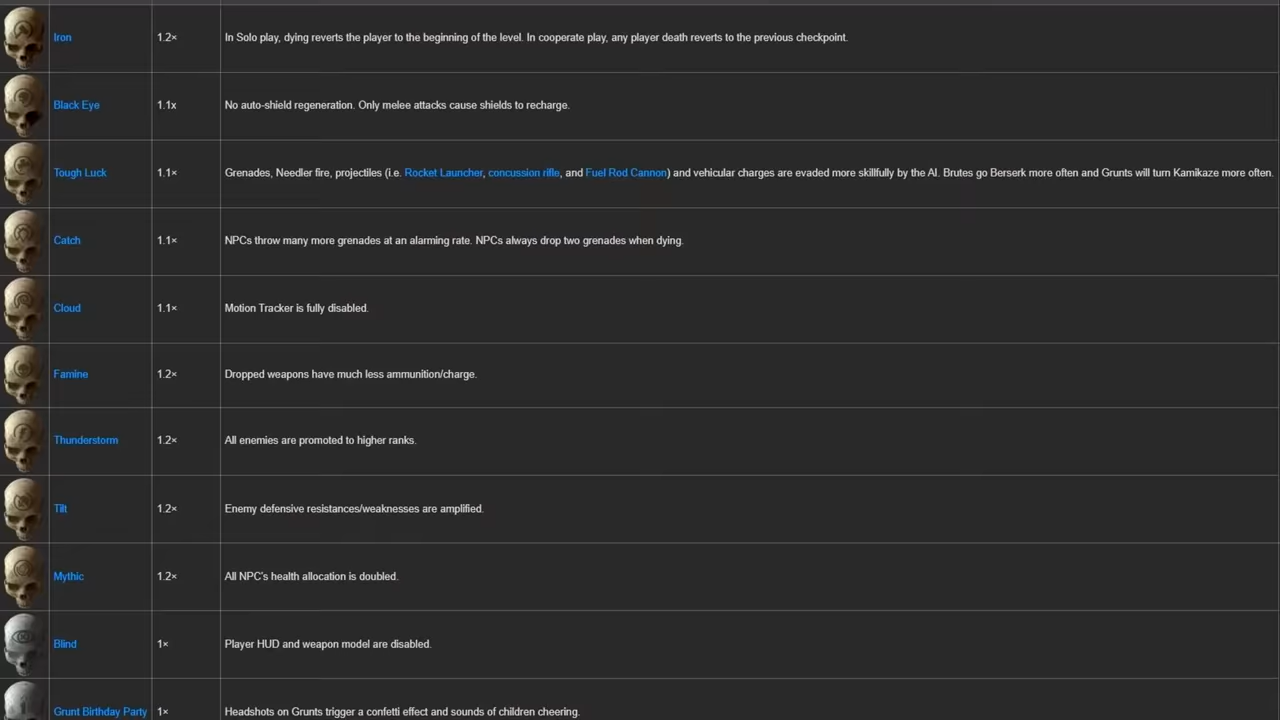 Iron 1.2× In Solo play, dying reverts the player to the beginning of the level. In cooperate play, any player death reverts to the previous checkpoint.
Black Eye 1.1x No auto-shield regeneration. Only melee attacks cause shields to recharge.
Tough Luck 1.1× Grenades, Needler fire, projectiles (i.e. Rocket Launcher, concussion rifle, and Fuel Rod Cannon) and vehicular charges are evaded more skillfully by the AI. Brutes go Berserk more often and Grunts will turn Kamikaze more often.
Catch 1.1× NPCs throw many more grenades at an alarming rate. NPCs always drop two grenades when dying.
Cloud 1.1× Motion Tracker is fully disabled.
Famine 1.2× Dropped weapons have much less ammunition/charge.
Thunderstorm 1.2× All enemies are promoted to higher ranks.
Tilt 1.2× Enemy defensive resistances/weaknesses are amplified.
Mythic 1.2× All NPC's health allocation is doubled.
Blind 1× Player HUD and weapon model are disabled.
Grunt Birthday Party 1× Headshots on Grunts trigger a confetti effect and sounds of children cheering.